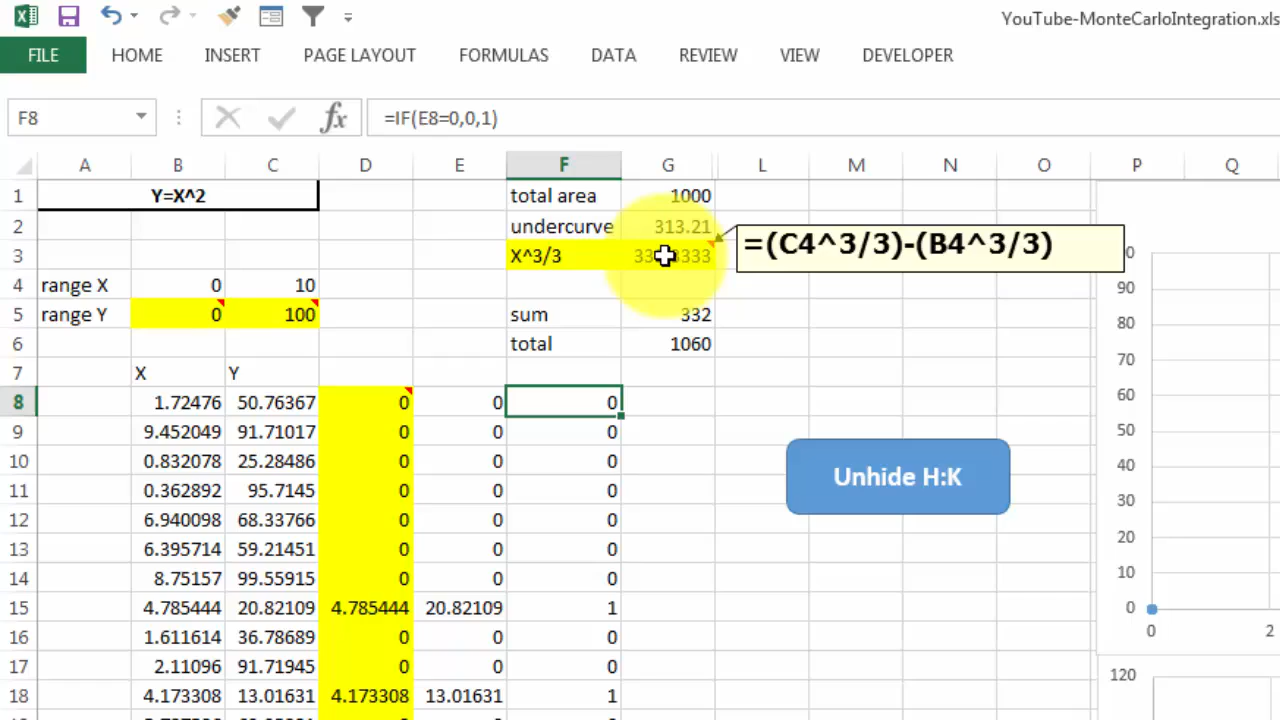 YouTube-MonteCarloIntegration.xls
FILE HOME INSERT PAGE LAYOUT FORMULAS DATA REVIEW VIEW DEVELOPER
F8 fx =IF(E8=0,0,1)
A B C D E F G L M N O P Q
1 Y=X^2 total area 1000
2 undercurve 313.21
=(C4^3/3)-(B4^3/3)
3 X^3/3
4 range X 0 10
5 range Y 0 100 sum 332
6 total 1060
7 X Y
8 1.72476 50.76367 0 0 0
9 9.452049 91.71017 0 0 0
10 0.832078 25.28486 0 0 0
11 0.362892 95.7145 0 0 0
12 6.940098 68.33766 0 0 0
13 6.395714 59.21451 0 0 0
14 8.75157 99.55915 0 0 0
15 4.785444 20.82109 4.785444 20.82109 1
16 1.611614 36.78689 0 0 0
17 2.11096 91.71945 0 0 0
18 4.173308 13.01631 4.173308 13.01631 1
Unhide H:K
90
80
70
60
50
40
30
20
10
0
0 2
120